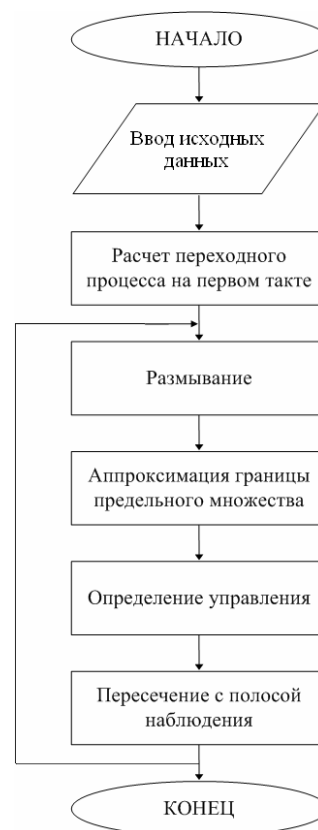 НАЧАЛО
Ввод исходных
данных
Расчет переходного
процесса на первом такте
Размывание
Аппроксимация границы
предельного множества
Определение управления
Пересечение с полосой
наблюдения
КОНЕЦ